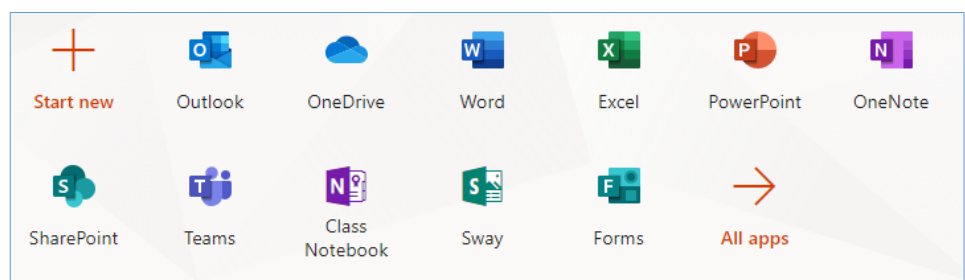 Start new
Outlook
OneDrive
Word
Excel
PowerPoint
OneNote
SharePoint
Teams
Class
Notebook
Sway
Forms
All apps